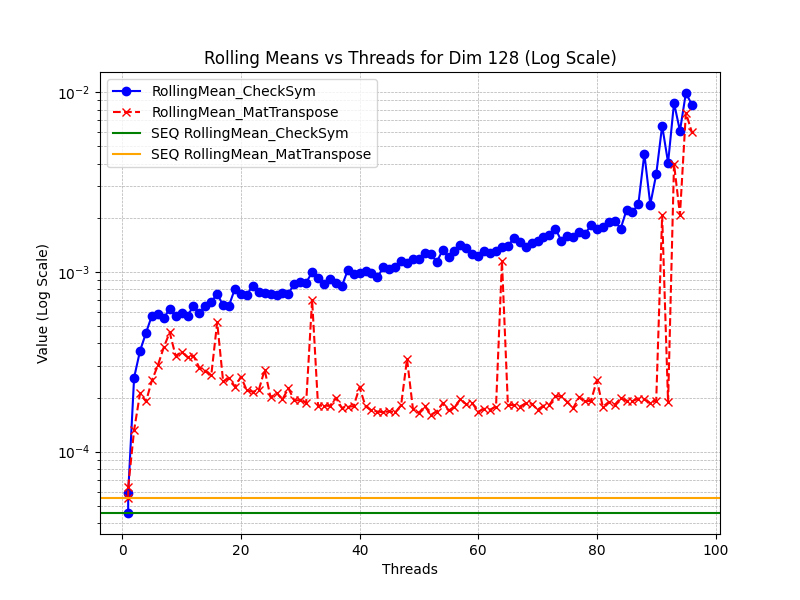 Rolling Means vs Threads for Dim 128 (Log Scale)
RollingMean_CheckSym
RollingMean_MatTranspose
SEQ RollingMean_CheckSym
SEQ RollingMean_MatTranspose
Value (Log Scale)
10⁻²
10⁻³
10⁻⁴
0 20 40 60 80 100
Threads